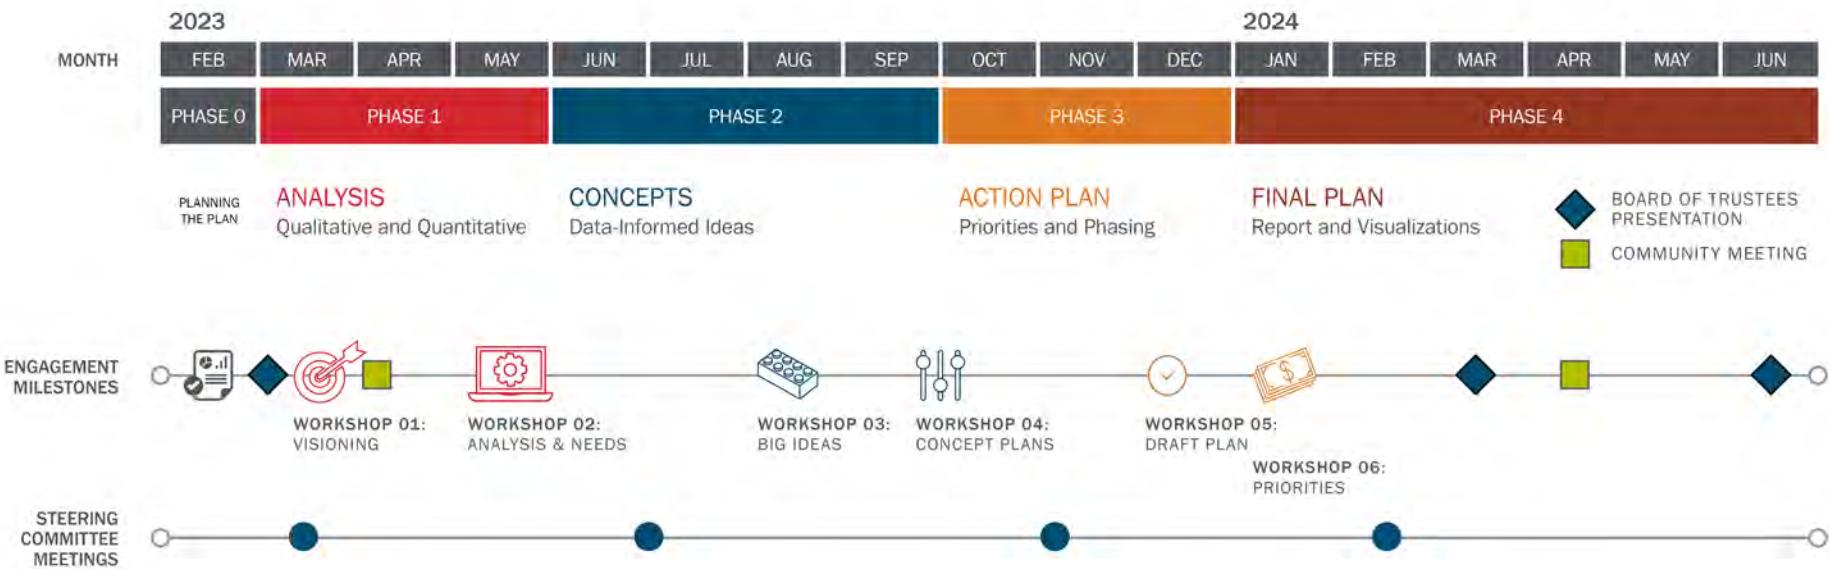 2023
2024
MONTH
FEB
MAR
APR
MAY
JUN
JUL
AUG
SEP
OCT
NOV
DEC
JAN
FEB
MAR
APR
MAY
JUN
PHASE 0
PHASE 1
PHASE 2
PHASE 3
PHASE 4
PLANNING
THE PLAN
ANALYSIS
Qualitative and Quantitative
CONCEPTS
Data-Informed Ideas
ACTION PLAN
Priorities and Phasing
FINAL PLAN
Report and Visualizations
BOARD OF TRUSTEES
PRESENTATION
COMMUNITY MEETING
ENGAGEMENT
MILESTONES
$
WORKSHOP 01:
VISIONING
WORKSHOP 02:
ANALYSIS & NEEDS
WORKSHOP 03:
BIG IDEAS
WORKSHOP 04:
CONCEPT PLANS
WORKSHOP 05:
DRAFT PLAN
WORKSHOP 06:
PRIORITIES
STEERING
COMMITTEE
MEETINGS